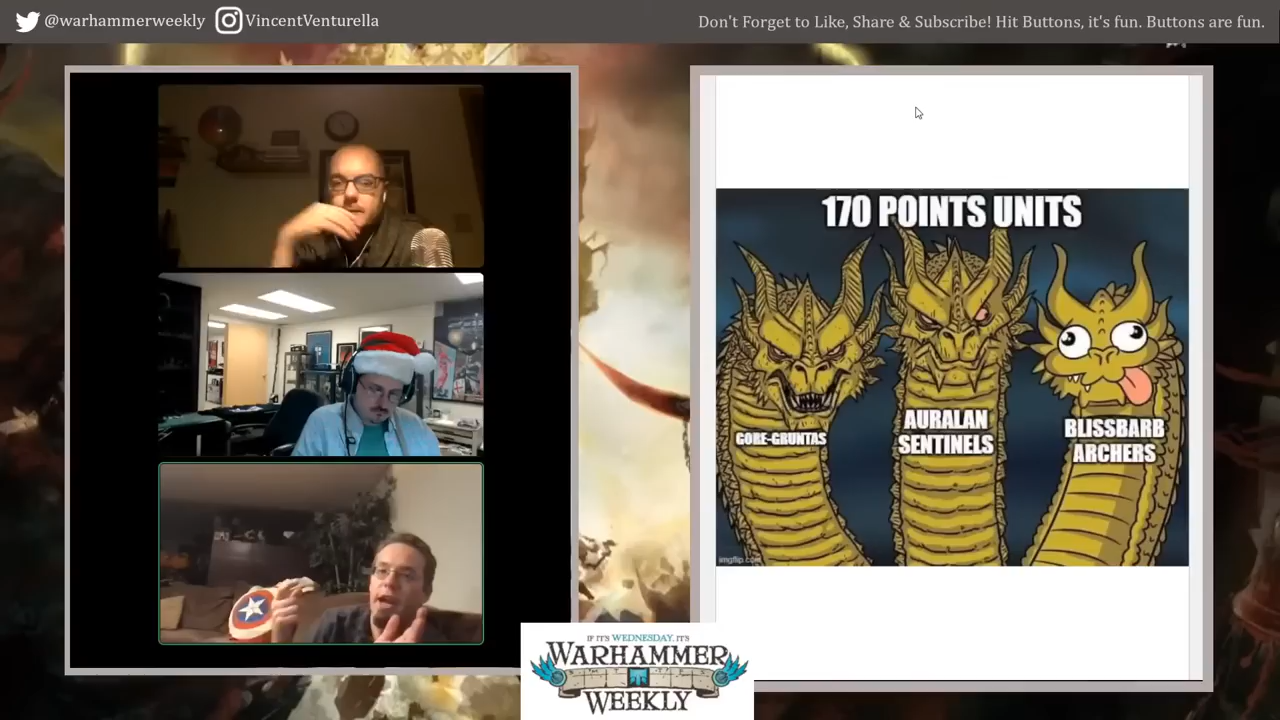 @warhammerweekly VincentVenturella
Don't Forget to Like, Share & Subscribe! Hit Buttons, it's fun. Buttons are fun.
170 POINTS UNITS
GORE-GRUNTAS
AURALAN
SENTINELS
BLISSBARB
ARCHERS
imgflip.com
IF IT'S WEDNESDAY, IT'S
WARHAMMER
WEEKLY